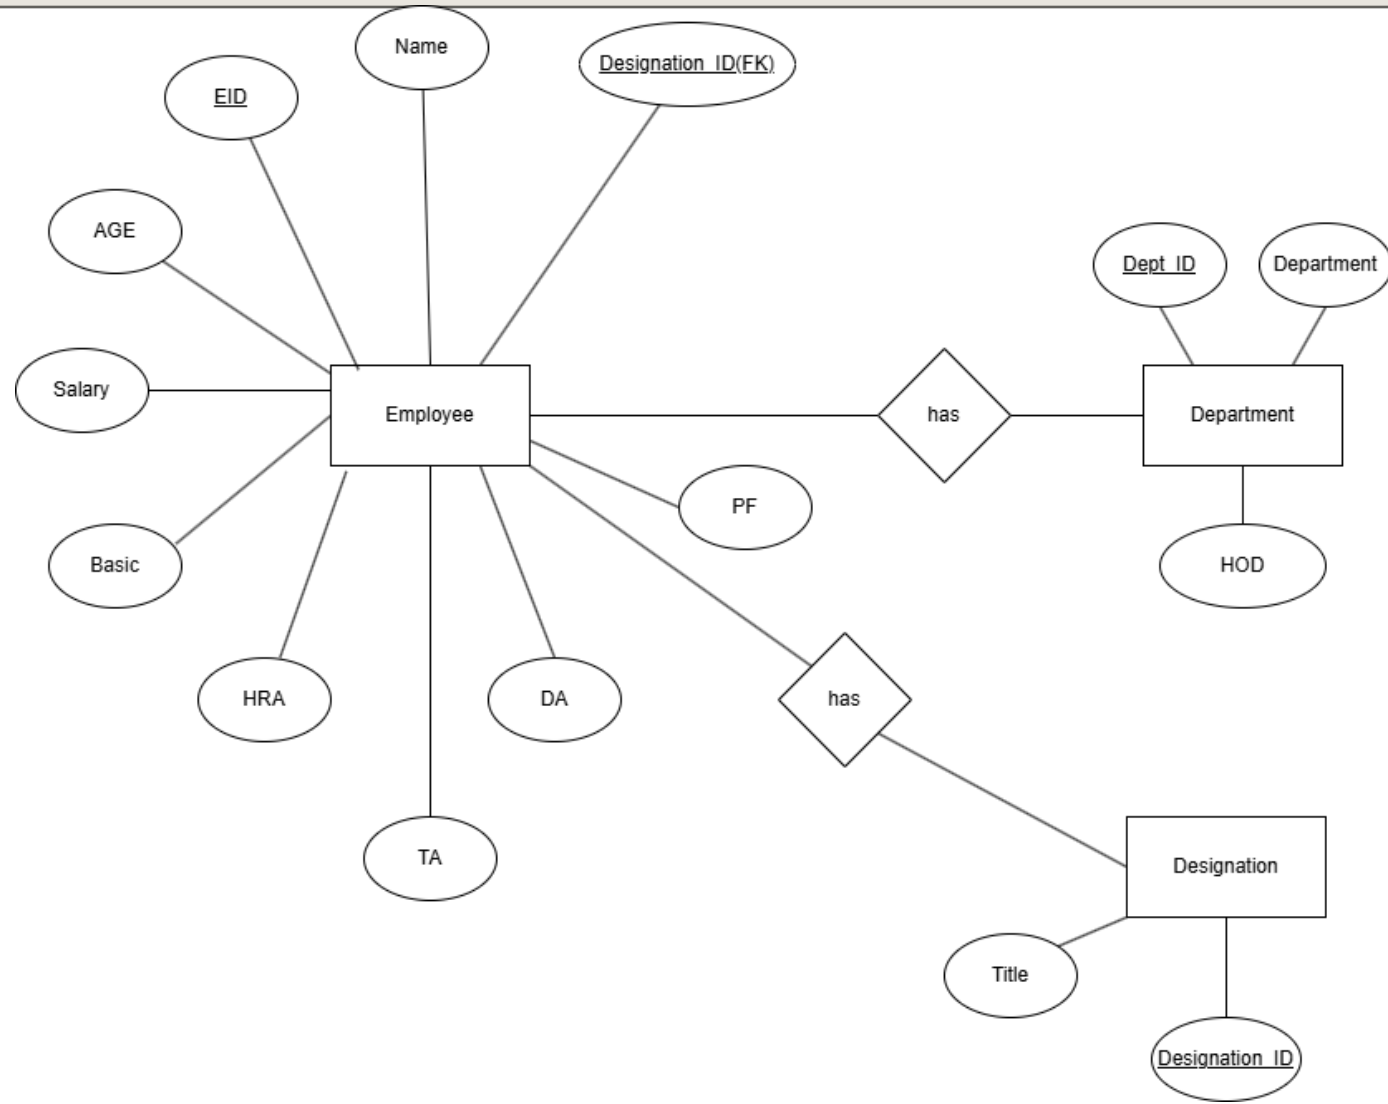 Name
Designation_ID(FK)
EID
AGE
Dept_ID
Department
Salary
Employee
has
Department
PF
Basic
HOD
HRA
DA
has
TA
Designation
Title
Designation_ID